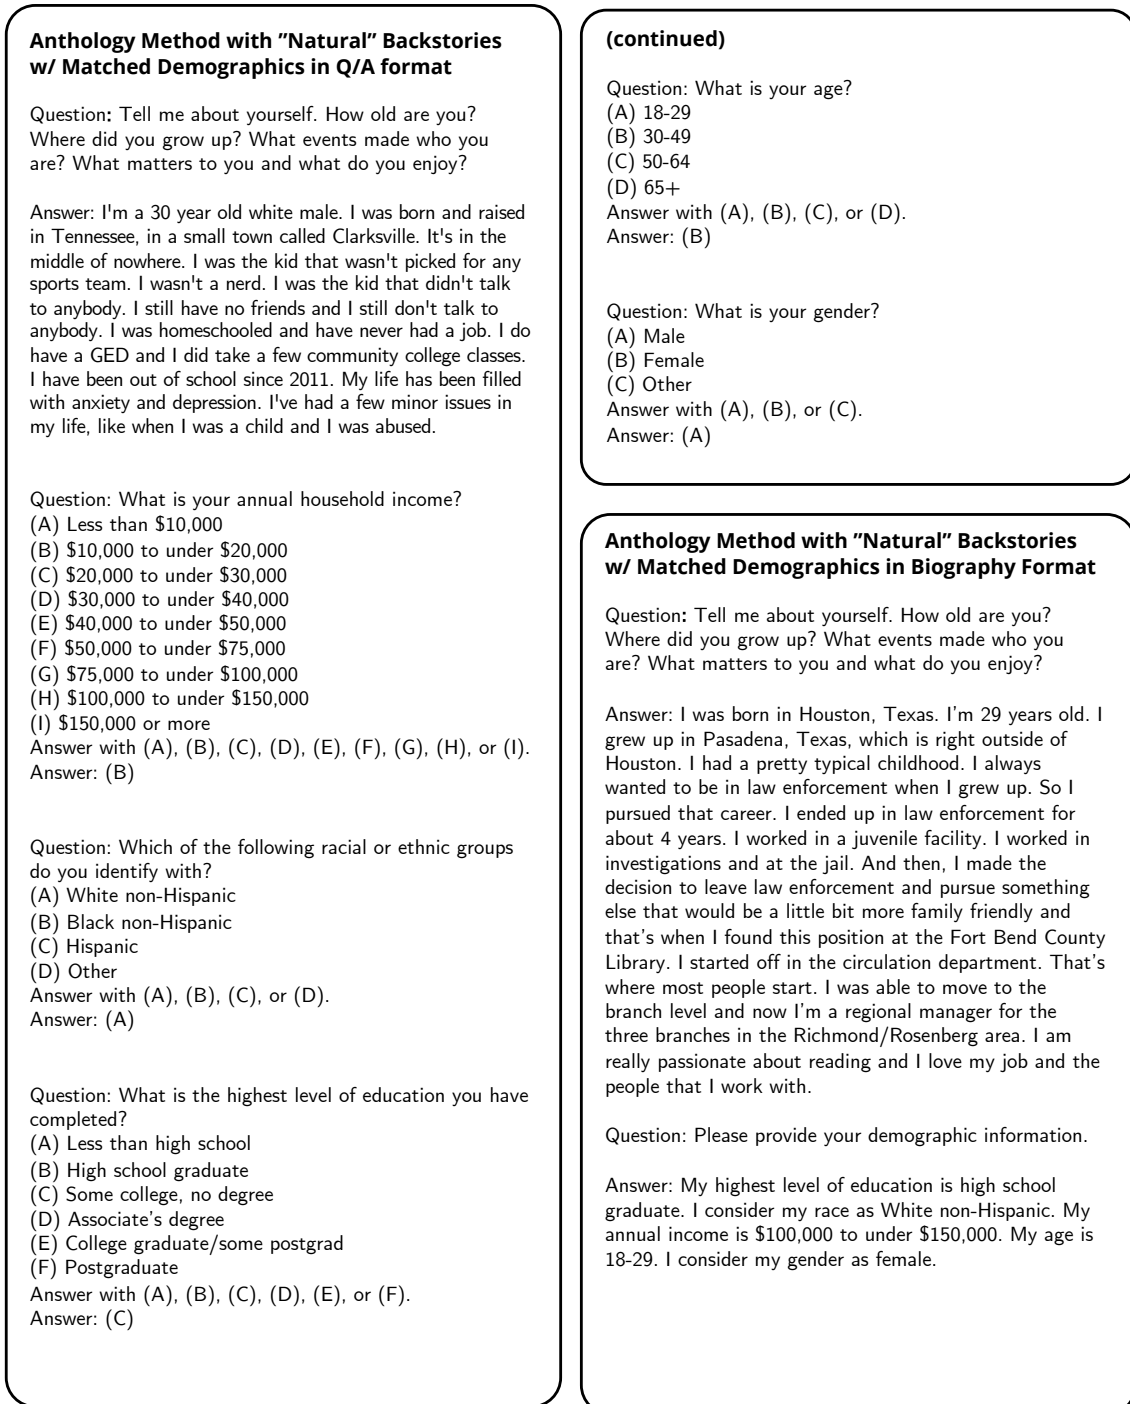 Anthology Method with ”Natural” Backstories
w/ Matched Demographics in Q/A format
Question: Tell me about yourself. How old are you?
Where did you grow up? What events made who you
are? What matters to you and what do you enjoy?
Answer: I'm a 30 year old white male. I was born and raised
in Tennessee, in a small town called Clarksville. It's in the
middle of nowhere. I was the kid that wasn't picked for any
sports team. I wasn't a nerd. I was the kid that didn't talk
to anybody. I still have no friends and I still don't talk to
anybody. I was homeschooled and have never had a job. I do
have a GED and I did take a few community college classes.
I have been out of school since 2011. My life has been filled
with anxiety and depression. I've had a few minor issues in
my life, like when I was a child and I was abused.
Question: What is your annual household income?
(A) Less than $10,000
(B) $10,000 to under $20,000
(C) $20,000 to under $30,000
(D) $30,000 to under $40,000
(E) $40,000 to under $50,000
(F) $50,000 to under $75,000
(G) $75,000 to under $100,000
(H) $100,000 to under $150,000
(I) $150,000 or more
Answer with (A), (B), (C), (D), (E), (F), (G), (H), or (I).
Answer: (B)
Question: Which of the following racial or ethnic groups
do you identify with?
(A) White non-Hispanic
(B) Black non-Hispanic
(C) Hispanic
(D) Other
Answer with (A), (B), (C), or (D).
Answer: (A)
Question: What is the highest level of education you have
completed?
(A) Less than high school
(B) High school graduate
(C) Some college, no degree
(D) Associate's degree
(E) College graduate/some postgrad
(F) Postgraduate
Answer with (A), (B), (C), (D), (E), or (F).
Answer: (C)
(continued)
Question: What is your age?
(A) 18-29
(B) 30-49
(C) 50-64
(D) 65+
Answer with (A), (B), (C), or (D).
Answer: (B)
Question: What is your gender?
(A) Male
(B) Female
(C) Other
Answer with (A), (B), or (C).
Answer: (A)
Anthology Method with ”Natural” Backstories
w/ Matched Demographics in Biography Format
Question: Tell me about yourself. How old are you?
Where did you grow up? What events made who you
are? What matters to you and what do you enjoy?
Answer: I was born in Houston, Texas. I’m 29 years old. I
grew up in Pasadena, Texas, which is right outside of
Houston. I had a pretty typical childhood. I always
wanted to be in law enforcement when I grew up. So I
pursued that career. I ended up in law enforcement for
about 4 years. I worked in a juvenile facility. I worked in
investigations and at the jail. And then, I made the
decision to leave law enforcement and pursue something
else that would be a little bit more family friendly and
that’s when I found this position at the Fort Bend County
Library. I started off in the circulation department. That’s
where most people start. I was able to move to the
branch level and now I’m a regional manager for the
three branches in the Richmond/Rosenberg area. I am
really passionate about reading and I love my job and the
people that I work with.
Question: Please provide your demographic information.
Answer: My highest level of education is high school
graduate. I consider my race as White non-Hispanic. My
annual income is $100,000 to under $150,000. My age is
18-29. I consider my gender as female.